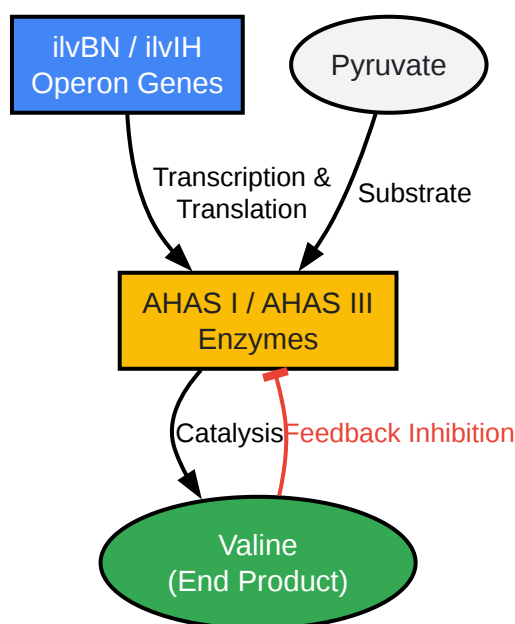 ilvBN / ilvIH
Operon Genes
Pyruvate
Transcription &
Translation
Substrate
AHAS I / AHAS III
Enzymes
Catalysis
Feedback Inhibition
Valine
(End Product)